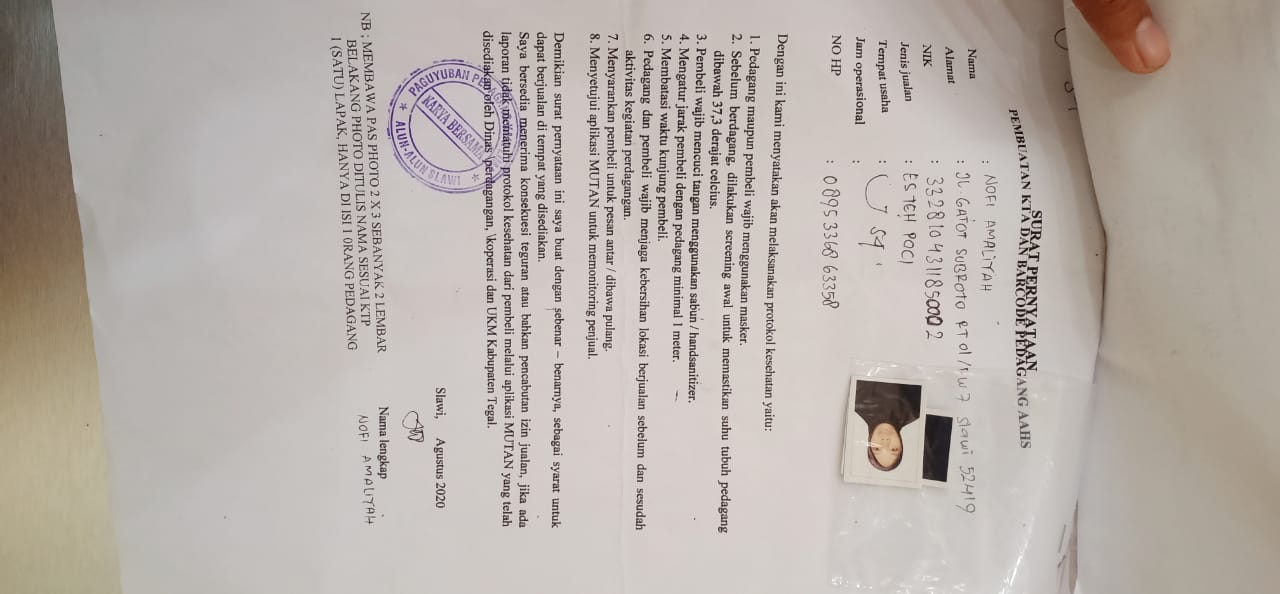 SURAT PERNYATAAN
PEMBUATAN KTA DAN BARCODE PEDAGANG AAHS
Nama : NOFI AMALIYAH
Alamat : JL. GATOT SUBROTO RT 01/RW 7 Slawi 52419
NIK : 3328104311850002
Jenis jualan : ES TEH POCI
Tempat usaha : U 54
Jam operasional :
NO HP : 0895336863358
Dengan ini kami menyatakan akan melaksanakan protokol kesehatan yaitu:
1. Pedagang maupun pembeli wajib menggunakan masker.
2. Sebelum berdagang, dilakukan screening awal untuk memastikan suhu tubuh pedagang
dibawah 37,3 derajat celcius.
3. Pembeli wajib mencuci tangan menggunakan sabun / handsanitizer.
4. Mengatur jarak pembeli dengan pedagang minimal 1 meter.
5. Membatasi waktu kunjung pembeli.
6. Pedagang dan pembeli wajib menjaga kebersihan lokasi berjualan sebelum dan sesudah
aktivitas kegiatan perdagangan.
7. Menyarankan pembeli untuk pesan antar / dibawa pulang.
8. Menyetujui aplikasi MUTAN untuk memonitoring penjual.
Demikian surat pernyataan ini saya buat dengan sebenar – benarnya, sebagai syarat untuk
dapat berjualan di tempat yang disediakan.
Saya bersedia menerima konsekuesi teguran atau bahkan pencabutan izin jualan, jika ada
laporan tidak mematuhi protokol kesehatan dari pembeli melalui aplikasi MUTAN yang telah
disediakan oleh Dinas perdagangan, \koperasi dan UKM Kabupaten Tegal.
PAGUYUBAN PEDAGANG
KARYA BERSAMA
ALUN-ALUN SLAWI
Slawi, Agustus 2020
Nama lengkap
NOFI AMALIYAH
NB ; MEMBAWA PAS PHOTO 2 X 3 SEBANYAK 2 LEMBAR
BELAKANG PHOTO DITULIS NAMA SESUAI KTP
1 (SATU) LAPAK, HANYA DI ISI 1 0RANG PEDAGANG